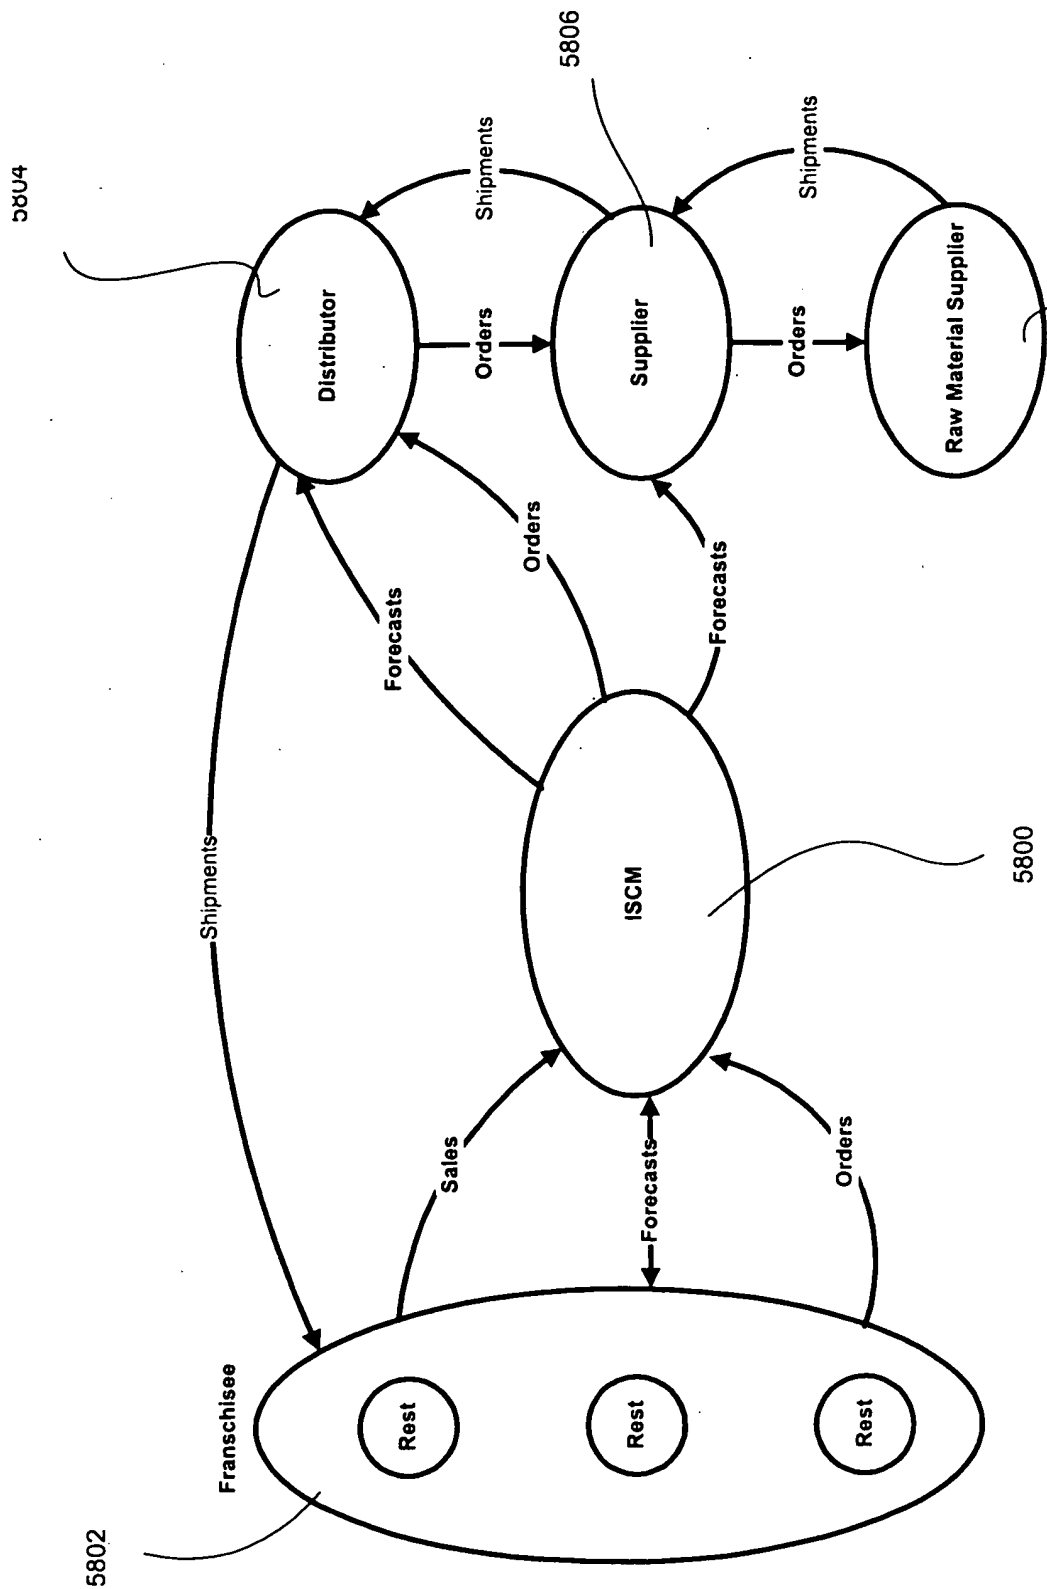 5802
5804
Franschisee
Shipments
Distributor
Rest
Sales
Forecasts
Orders
Orders
Shipments
5806
Rest
Forecasts
ISCM
Forecasts
Supplier
Rest
Orders
Orders
Shipments
Raw Material Supplier
5800